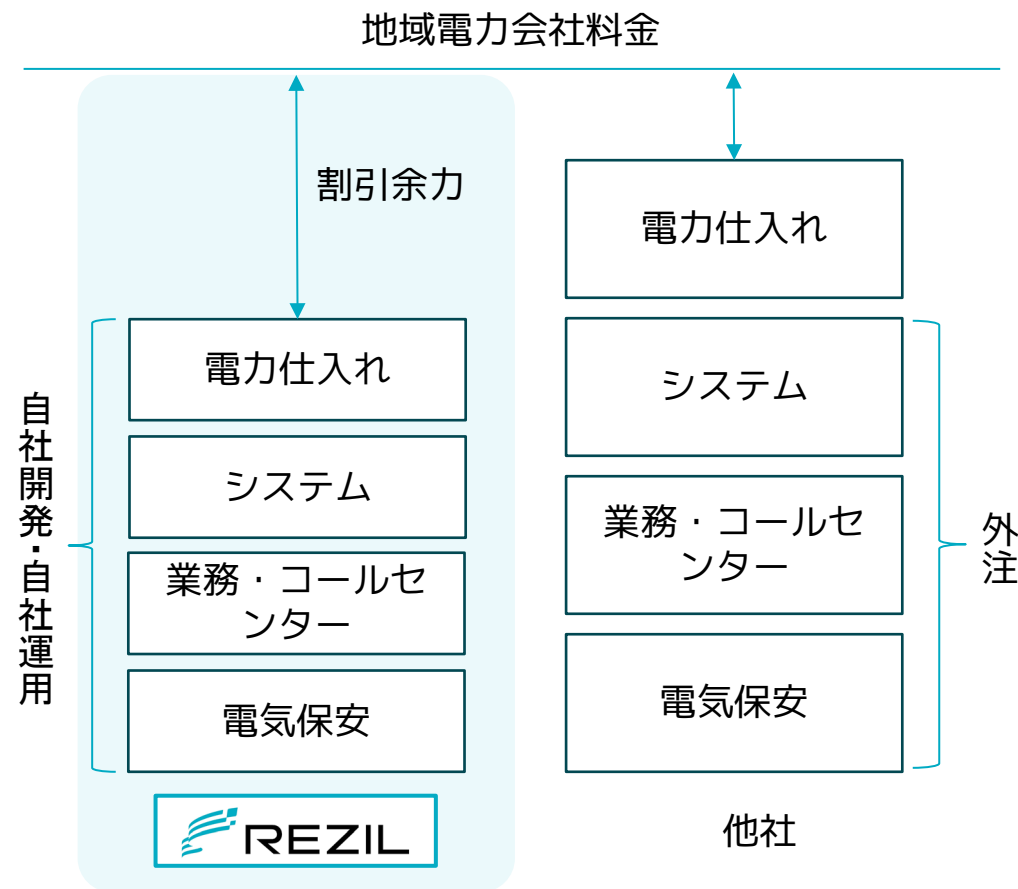 地域電力会社料金
割引余力
電力仕入れ
システム
業務・コールセ
ンター
電気保安
自社開発・自社運用
REZIL
電力仕入れ
システム
業務・コールセ
ンター
電気保安
外注
他社